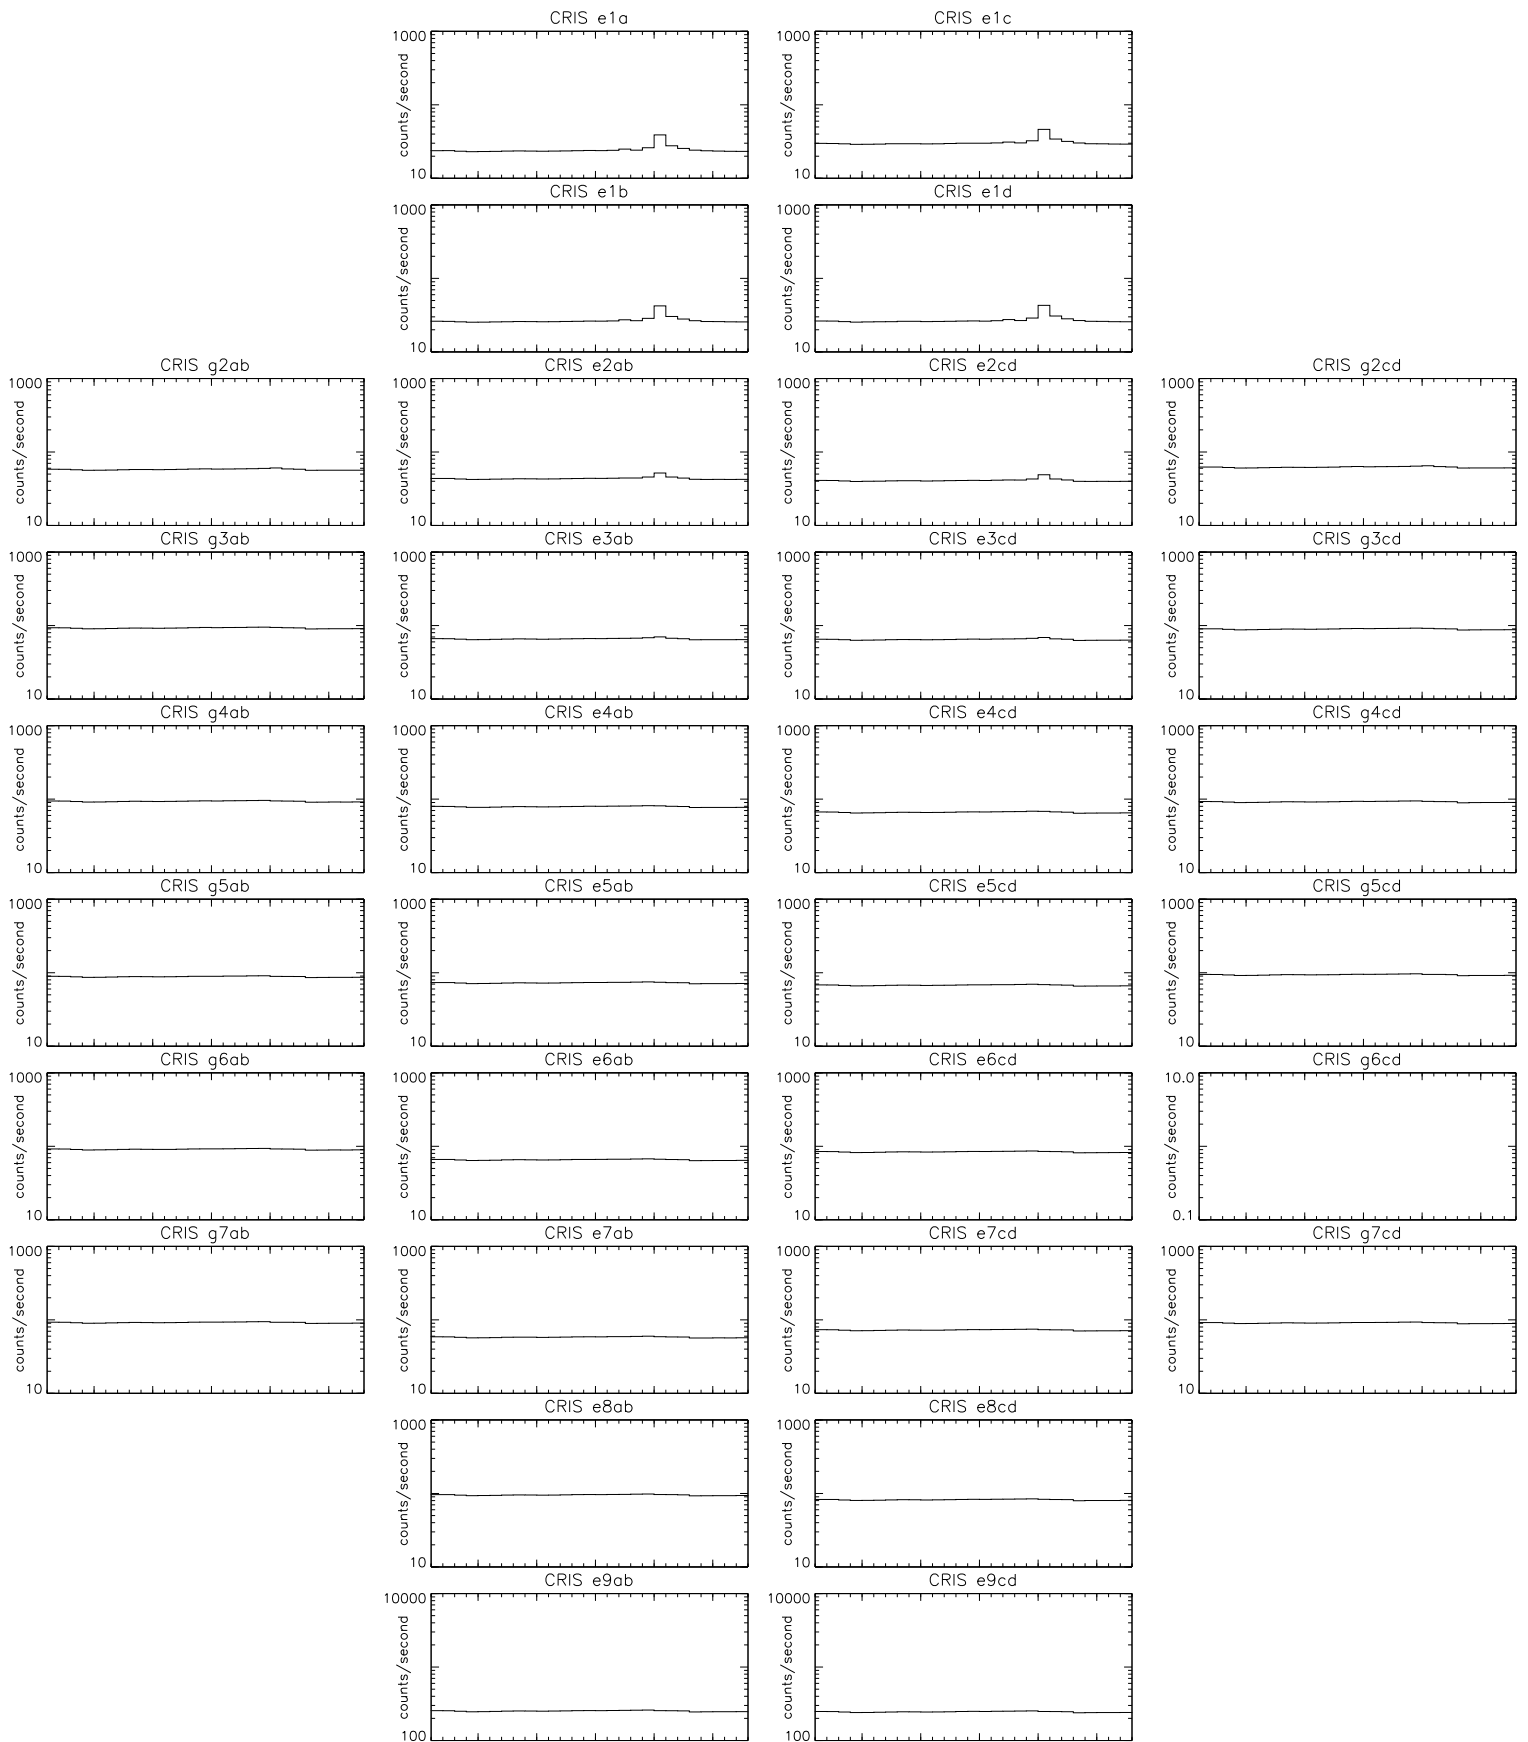 CRIS e1a
1000
counts/second
10
CRIS e1c
1000
counts/second
10
CRIS e1b
1000
counts/second
10
CRIS e1d
1000
counts/second
10
CRIS g2ab
1000
counts/second
10
CRIS e2ab
1000
counts/second
10
CRIS e2cd
1000
counts/second
10
CRIS g2cd
1000
counts/second
10
CRIS g3ab
1000
counts/second
10
CRIS e3ab
1000
counts/second
10
CRIS e3cd
1000
counts/second
10
CRIS g3cd
1000
counts/second
10
CRIS g4ab
1000
counts/second
10
CRIS e4ab
1000
counts/second
10
CRIS e4cd
1000
counts/second
10
CRIS g4cd
1000
counts/second
10
CRIS g5ab
1000
counts/second
10
CRIS e5ab
1000
counts/second
10
CRIS e5cd
1000
counts/second
10
CRIS g5cd
1000
counts/second
10
CRIS g6ab
1000
counts/second
10
CRIS e6ab
1000
counts/second
10
CRIS e6cd
1000
counts/second
10
CRIS g6cd
10.0
counts/second
0.1
CRIS g7ab
1000
counts/second
10
CRIS e7ab
1000
counts/second
10
CRIS e7cd
1000
counts/second
10
CRIS g7cd
1000
counts/second
10
CRIS e8ab
1000
counts/second
10
CRIS e8cd
1000
counts/second
10
CRIS e9ab
10000
counts/second
100
CRIS e9cd
10000
counts/second
100